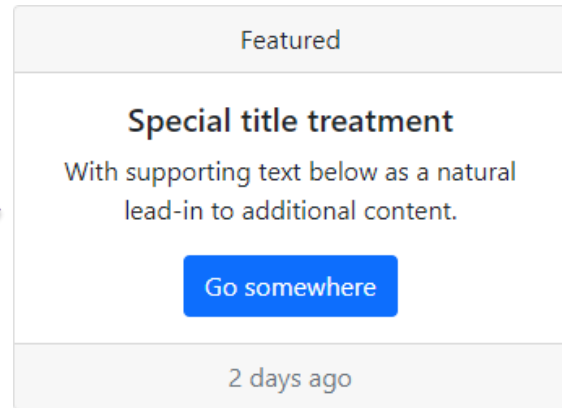 Featured
Special title treatment
With supporting text below as a natural
lead-in to additional content.
Go somewhere
2 days ago